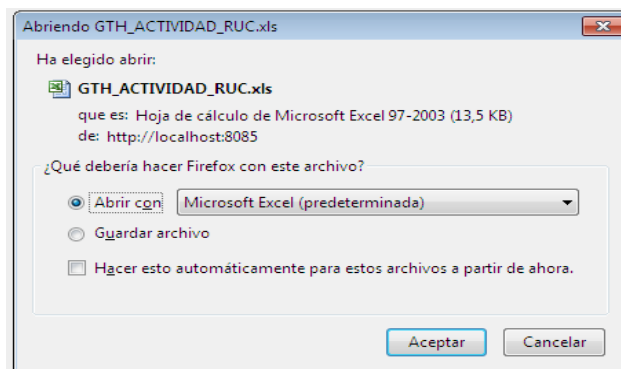 Abriendo GTH_ACTIVIDAD_RUC.xls
Ha elegido abrir:
GTH_ACTIVIDAD_RUC.xls
que es: Hoja de cálculo de Microsoft Excel 97-2003 (13,5 KB)
de: http://localhost:8085
¿Qué debería hacer Firefox con este archivo?
Abrir con Microsoft Excel (predeterminada)
Guardar archivo
Hacer esto automáticamente para estos archivos a partir de ahora.
Aceptar Cancelar